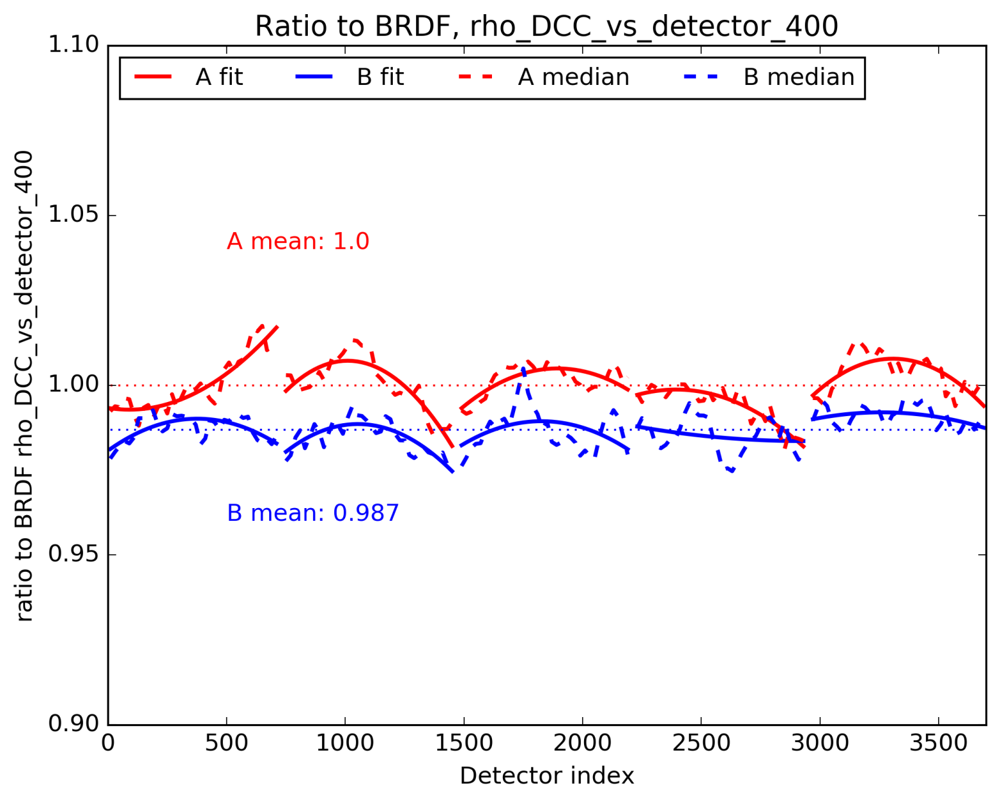 Ratio to BRDF, rho_DCC_vs_detector_400
A fit B fit A median B median
A mean: 1.0
B mean: 0.987
ratio to BRDF rho_DCC_vs_detector_400
1.10
1.05
1.00
0.95
0.90
0 500 1000 1500 2000 2500 3000 3500
Detector index